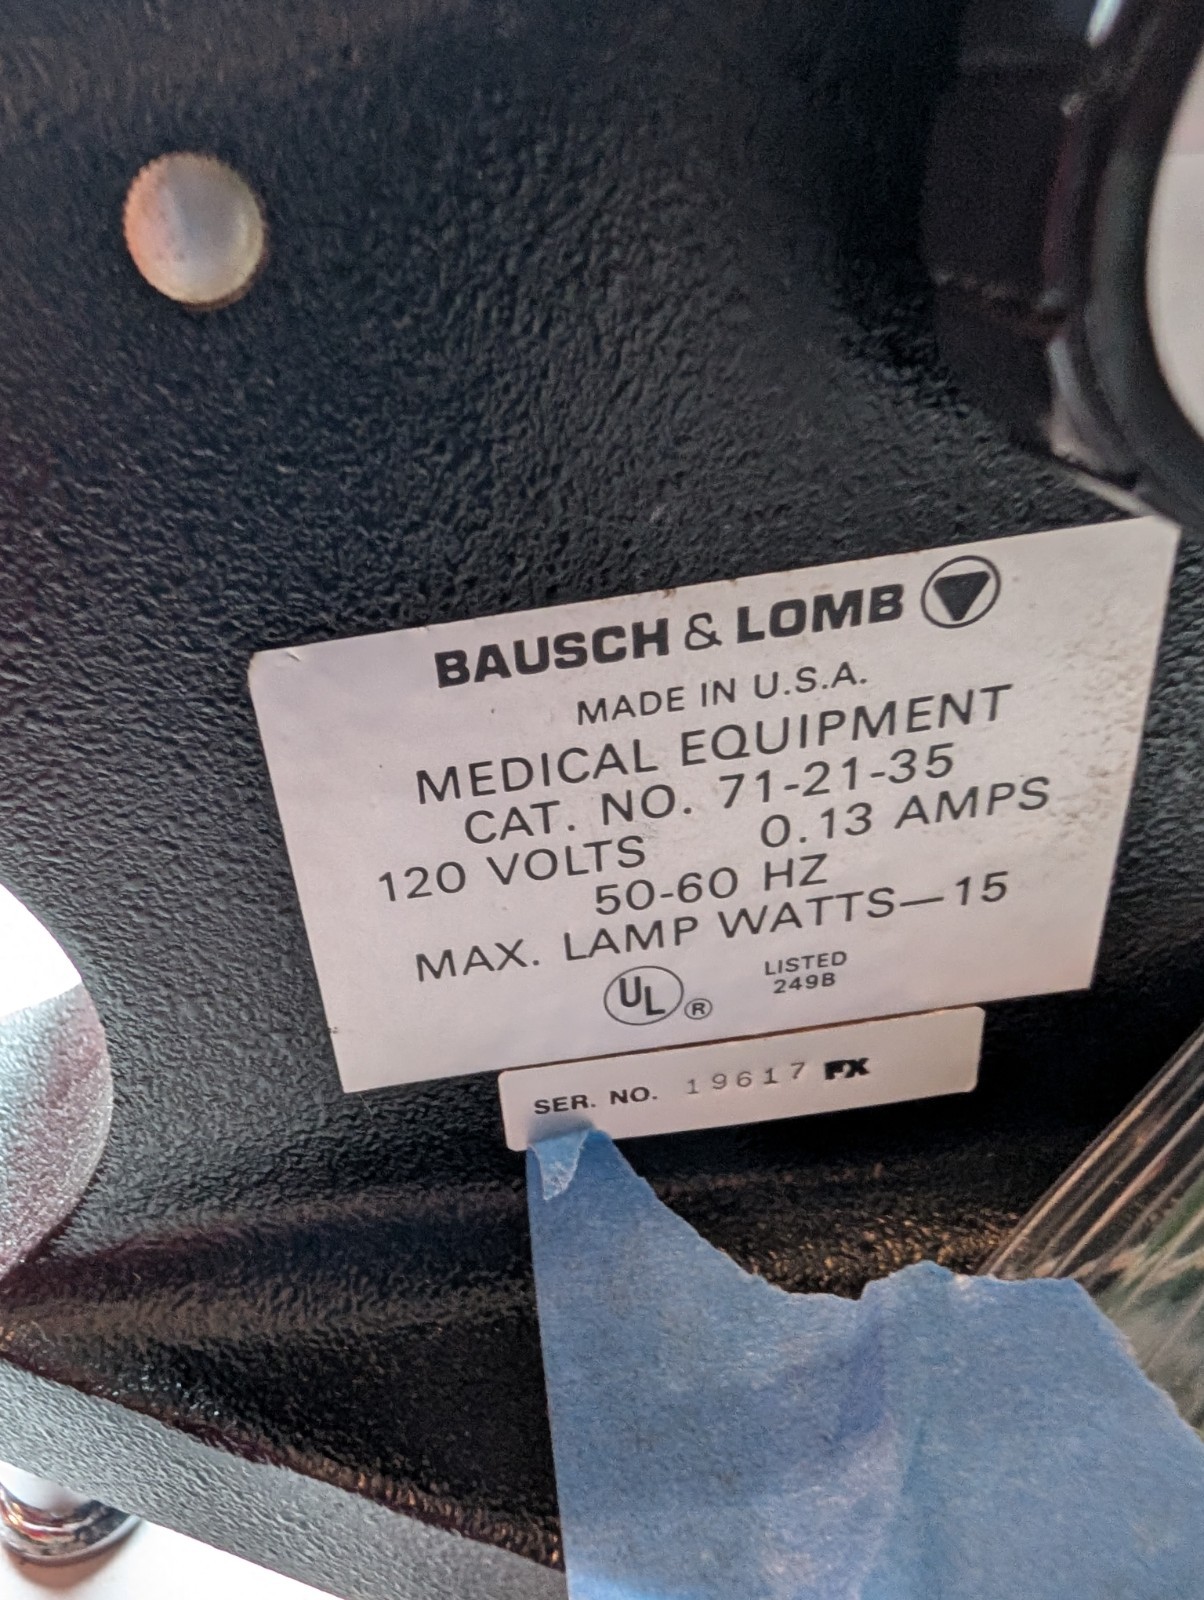 BAUSCH & LOMB
MADE IN U.S.A.
MEDICAL EQUIPMENT
CAT. NO. 71-21-35
120 VOLTS 0.13 AMPS
50-60 HZ
MAX. LAMP WATTS—15
UL® LISTED
249B
SER. NO. 19617 FX